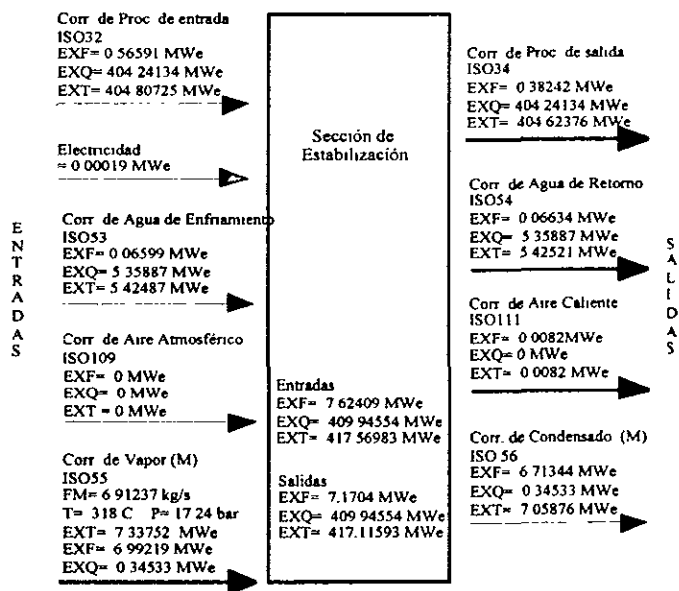 Corr de Proc de entrada
ISO32
EXF= 0 56591 MWe
EXQ= 404 24134 MWe
EXT= 404 80725 MWe
Electricidad
= 0 00019 MWe
Corr de Agua de Enfriamiento
ISO53
EXF= 0 06599 MWe
EXQ= 5 35887 MWe
EXT= 5 42487 MWe
Corr de Aire Atmosférico
ISO109
EXF= 0 MWe
EXQ= 0 MWe
EXT = 0 MWe
Corr de Vapor (M)
ISO55
FM= 6 91237 kg/s
T= 318 C P= 17 24 bar
EXT= 7 33752 MWe
EXF= 6 99219 MWe
EXQ= 0 34533 MWe
ENTRADAS
Sección de
Estabilización
Entradas
EXF= 7 62409 MWe
EXQ= 409 94554 MWe
EXT= 417 56983 MWe
Salidas
EXF= 7.1704 MWe
EXQ= 409 94554 MWe
EXT= 417.11593 MWe
Corr de Proc de salida
ISO34
EXF= 0 38242 MWe
EXQ= 404 24134 MWe
EXT= 404 62376 MWe
Corr de Agua de Retorno
ISO54
EXF= 0 06634 MWe
EXQ= 5 35887 MWe
EXT= 5 42521 MWe
Corr de Aire Caliente
ISO111
EXF= 0 0082MWe
EXQ= 0 MWe
EXT= 0 0082 MWe
Corr. de Condensado (M)
ISO 56
EXF= 6 71344 MWe
EXQ= 0 34533 MWe
EXT= 7 05876 MWe
SALIDAS